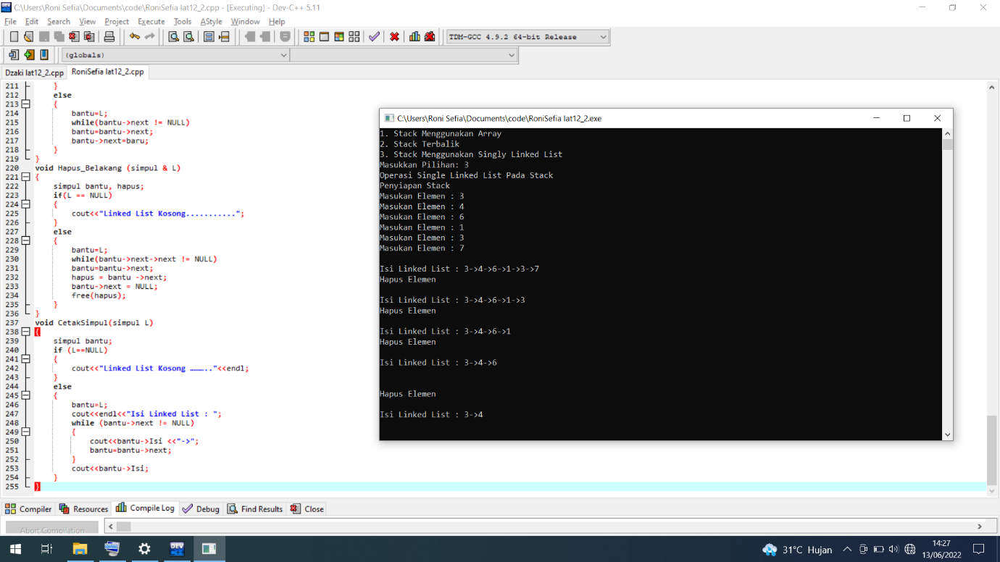 C:\Users\Roni Sefia\Documents\code\RoniSefia lat12_2.cpp - [Executing] - Dev-C++ 5.11
File Edit Search View Project Execute Tools AStyle Window Help
TDM-GCC 4.9.2 64-bit Release
(globals)
Dzaki lat12_2.cpp RoniSefia lat12_2.cpp
211 }
212 else
213 {
214 bantu=L;
215 while(bantu->next != NULL)
216 bantu=bantu->next;
217 bantu->next=baru;
218 }
219 }
220 void Hapus_Belakang (simpul & L)
221 {
222 simpul bantu, hapus;
223 if(L == NULL)
224 {
225 cout<<"Linked List Kosong...........";
226 }
227 else
228 {
229 bantu=L;
230 while(bantu->next->next != NULL)
231 bantu=bantu->next;
232 hapus = bantu ->next;
233 bantu->next = NULL;
234 free(hapus);
235 }
236 }
237 void CetakSimpul(simpul L)
238 {
239 simpul bantu;
240 if (L==NULL)
241 {
242 cout<<"Linked List Kosong ……….."<<endl;
243 }
244 else
245 {
246 bantu=L;
247 cout<<endl<<"Isi Linked List : ";
248 while (bantu->next != NULL)
249 {
250 cout<<bantu->Isi <<"->";
251 bantu=bantu->next;
252 }
253 cout<<bantu->Isi;
254 }
255 }
C:\Users\Roni Sefia\Documents\code\RoniSefia lat12_2.exe
1. Stack Menggunakan Array
2. Stack Terbalik
3. Stack Menggunakan Singly Linked List
Masukkan Pilihan: 3
Operasi Single Linked List Pada Stack
Penyiapan Stack
Masukan Elemen : 3
Masukan Elemen : 4
Masukan Elemen : 6
Masukan Elemen : 1
Masukan Elemen : 3
Masukan Elemen : 7
Isi Linked List : 3->4->6->1->3->7
Hapus Elemen
Isi Linked List : 3->4->6->1->3
Hapus Elemen
Isi Linked List : 3->4->6->1
Hapus Elemen
Isi Linked List : 3->4->6
Hapus Elemen
Isi Linked List : 3->4
Compiler Resources Compile Log Debug Find Results Close
Abort Compilation
DEV
31°C Hujan
14:27
13/06/2022